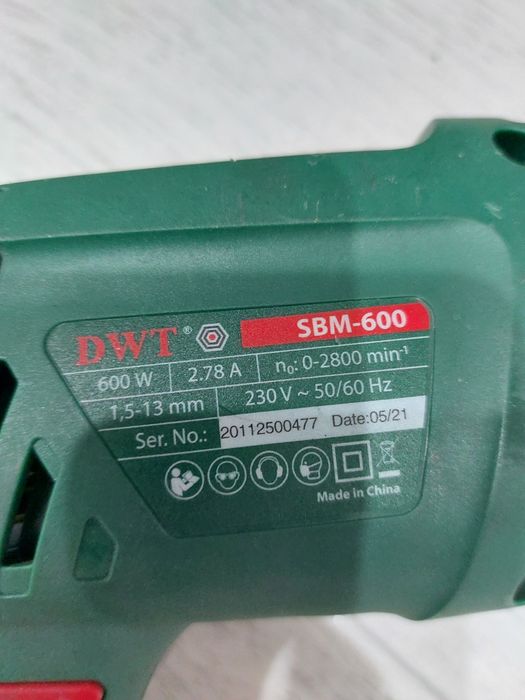 DWT® SBM-600
600 W 2.78 A n₀: 0-2800 min⁻¹
1,5-13 mm 230 V ~ 50/60 Hz
Ser. No.: 20112500477 Date:05/21
Made in China